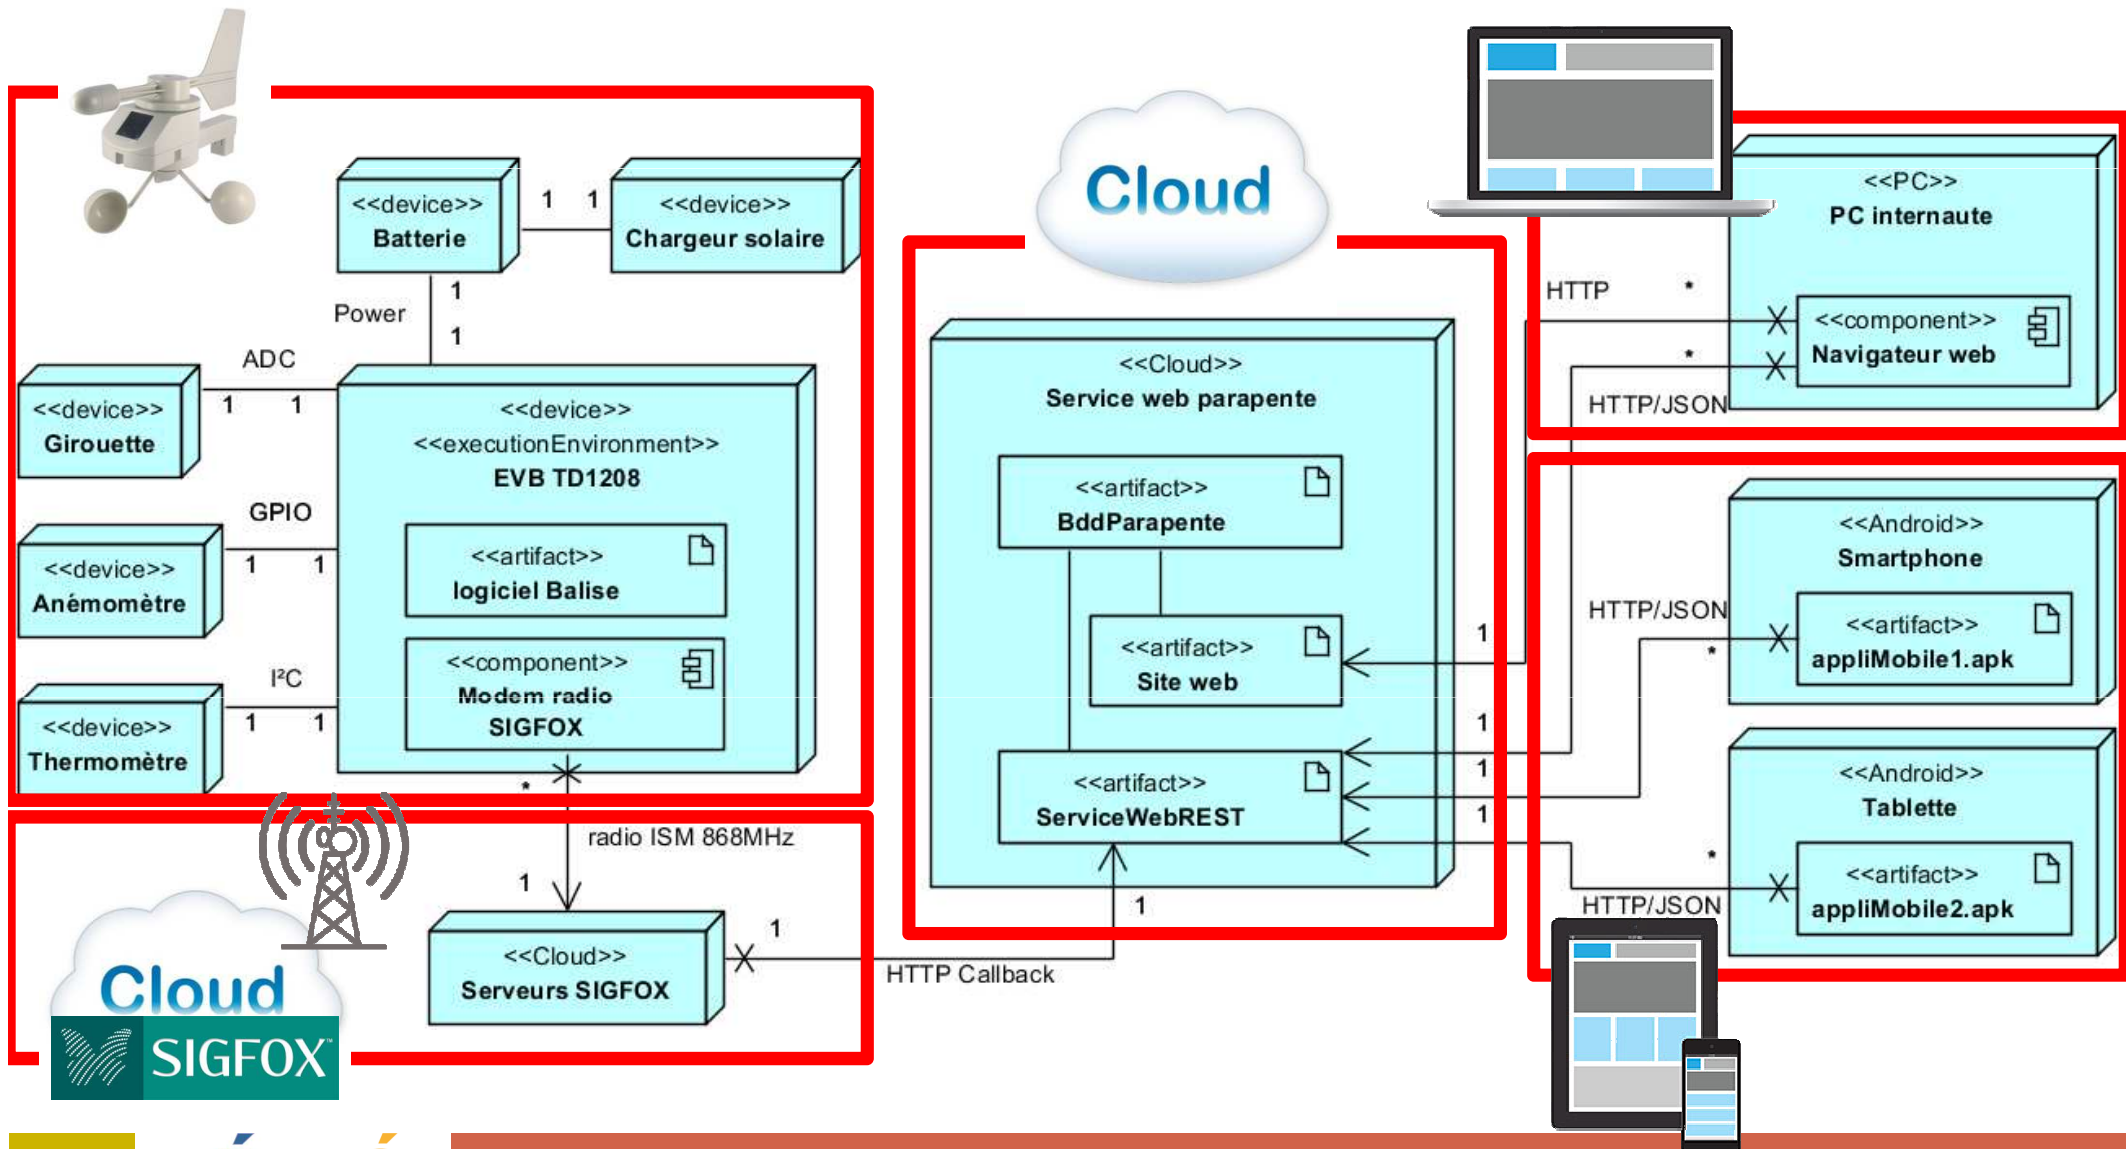 <<device>>
Batterie
1
1
<<device>>
Chargeur solaire
Power
1
1
ADC
1
1
<<device>>
Girouette
GPIO
1
1
<<device>>
Anémomètre
I²C
1
1
<<device>>
Thermomètre
<<device>>
<<executionEnvironment>>
EVB TD1208
<<artifact>>
logiciel Balise
<<component>>
Modem radio
SIGFOX
*
radio ISM 868MHz
1
<<Cloud>>
Serveurs SIGFOX
1
HTTP Callback
1
Cloud
SIGFOX™
Cloud
<<Cloud>>
Service web parapente
<<artifact>>
BddParapente
<<artifact>>
Site web
<<artifact>>
ServiceWebREST
1
1
1
1
HTTP
*
*
HTTP/JSON
<<PC>>
PC internaute
<<component>>
Navigateur web
HTTP/JSON
*
<<Android>>
Smartphone
<<artifact>>
appliMobile1.apk
*
HTTP/JSON
<<Android>>
Tablette
<<artifact>>
appliMobile2.apk